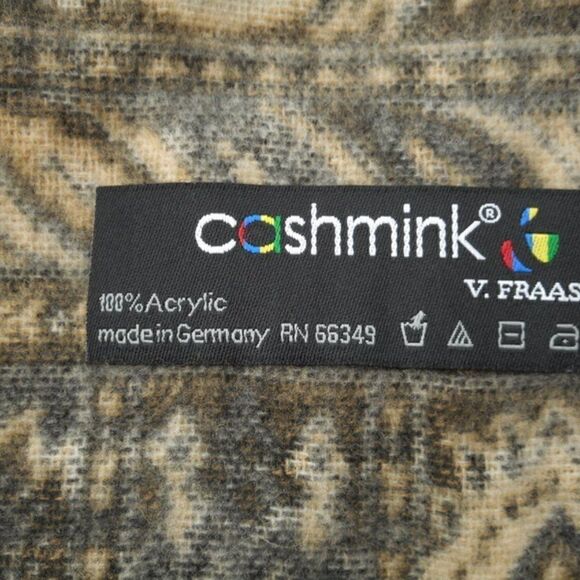 cashmink®
V. FRAAS
100% Acrylic
made in Germany RN 66349